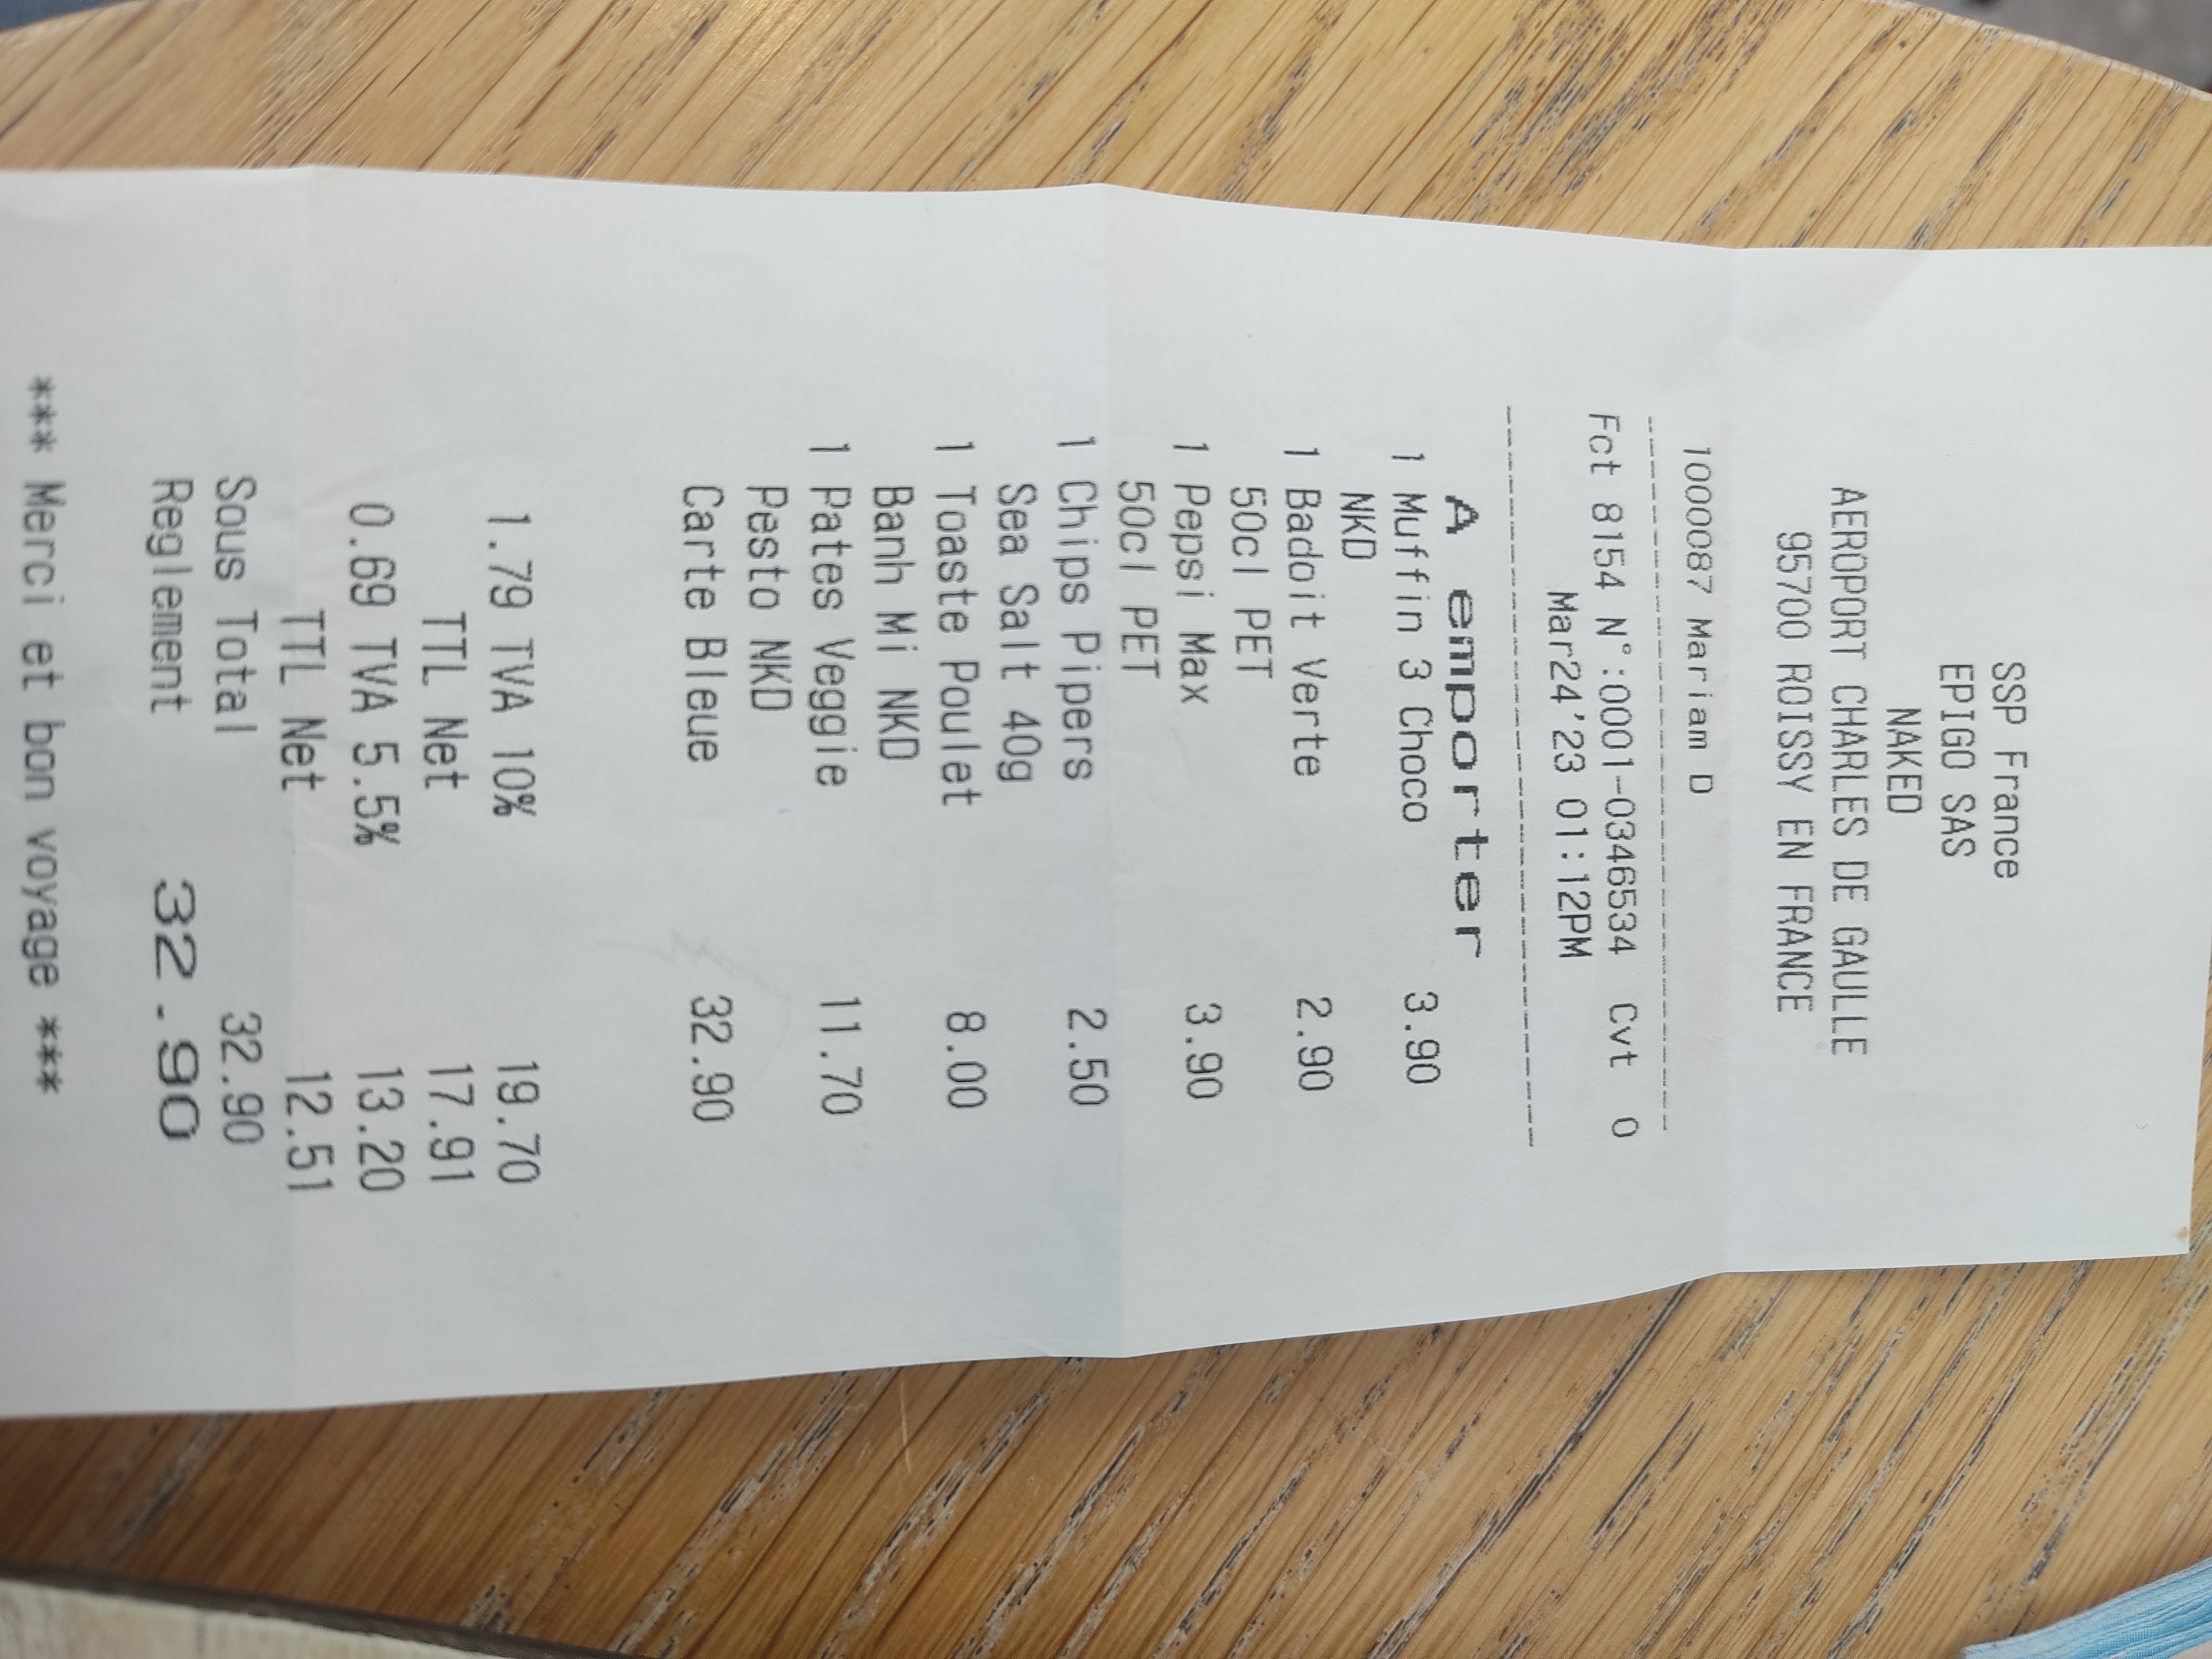 SSP France
EPIGO SAS
NAKED
AEROPORT CHARLES DE GAULLE
95700 ROISSY EN FRANCE
1000087 Mariam D
Fct 8154 N°:0001-0346534 Cvt 0
Mar24'23 01:12PM
A emporter
1 Muffin 3 Choco 3.90
NKD
1 Badoit Verte 2.90
50cl PET
1 Pepsi Max 3.90
50cl PET
1 Chips Pipers 2.50
Sea Salt 40g
1 Toaste Poulet 8.00
Banh Mi NKD
1 Pates Veggie 11.70
Pesto NKD
Carte Bleue 32.90
1.79 TVA 10% 19.70
TTL Net 17.91
0.69 TVA 5.5% 13.20
TTL Net 12.51
Sous Total 32.90
Reglement 32.90
*** Merci et bon voyage ***